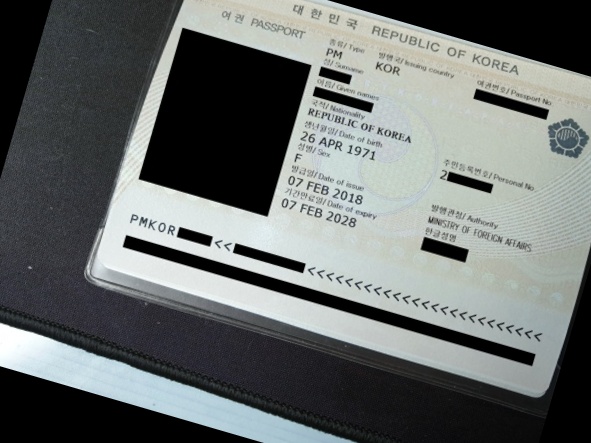 대한민국 REPUBLIC OF KOREA
여권 PASSPORT
종류/ Type 발행국/ Issuing country 여권번호/ Passport No
PM KOR
성/ Surname
이름/ Given names
국적/ Nationality
REPUBLIC OF KOREA
생년월일/ Date of birth 주민등록번호/ Personal No.
26 APR 1971 2
성별/ Sex
F
발급일/ Date of issue 발행관청/ Authority
07 FEB 2018 MINISTRY OF FOREIGN AFFAIRS
기간만료일/ Date of expiry 한글성명
07 FEB 2028
PMKOR<<<<<<<<<<<<<<<<<<<<<<<<<<<